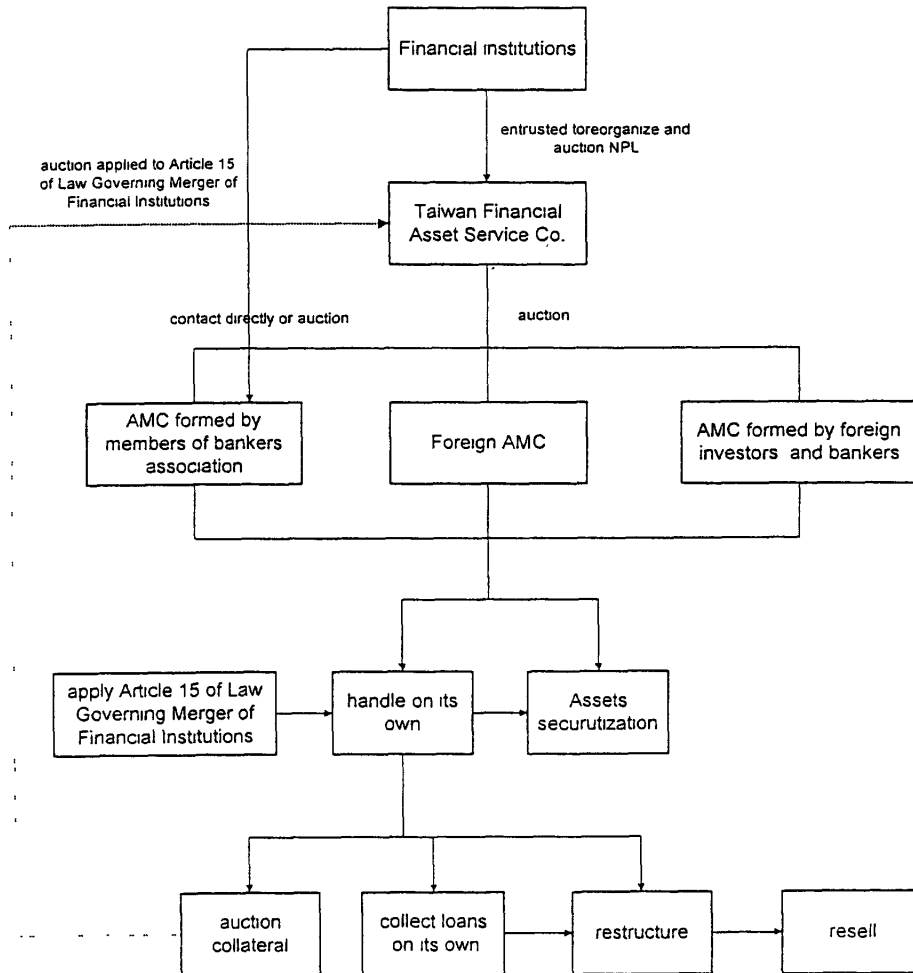 Financial institutions
entrusted toreorganize and
auction NPL
auction applied to Article 15
of Law Governing Merger of
Financial Institutions
Taiwan Financial
Asset Service Co.
contact directly or auction
auction
AMC formed by
members of bankers
association
Foreign AMC
AMC formed by foreign
investors and bankers
apply Article 15 of Law
Governing Merger of
Financial Institutions
handle on its
own
Assets
securutization
auction
collateral
collect loans
on its own
restructure
resell